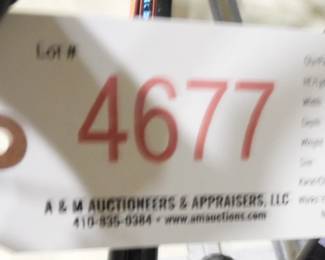 Lot #
4677
A & M AUCTIONEERS & APPRAISERS, LLC
410-835-0384 • www.amauctions.com